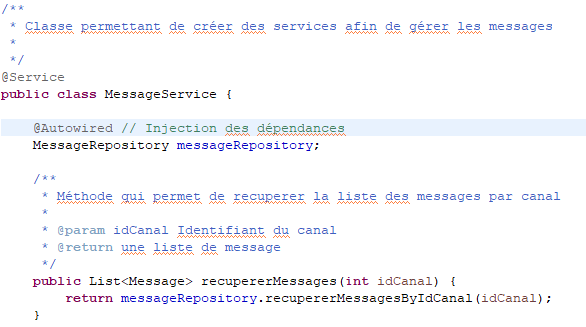 /**
 * Classe permettant de créer des services afin de gérer les messages
 *
 */
@Service
public class MessageService {
@Autowired // Injection des dépendances
MessageRepository messageRepository;
/**
 * Méthode qui permet de recuperer la liste des messages par canal
 *
 * @param idCanal Identifiant du canal
 * @return une liste de message
 */
public List<Message> recupererMessages(int idCanal) {
return messageRepository.recupererMessagesByIdCanal(idCanal);
}